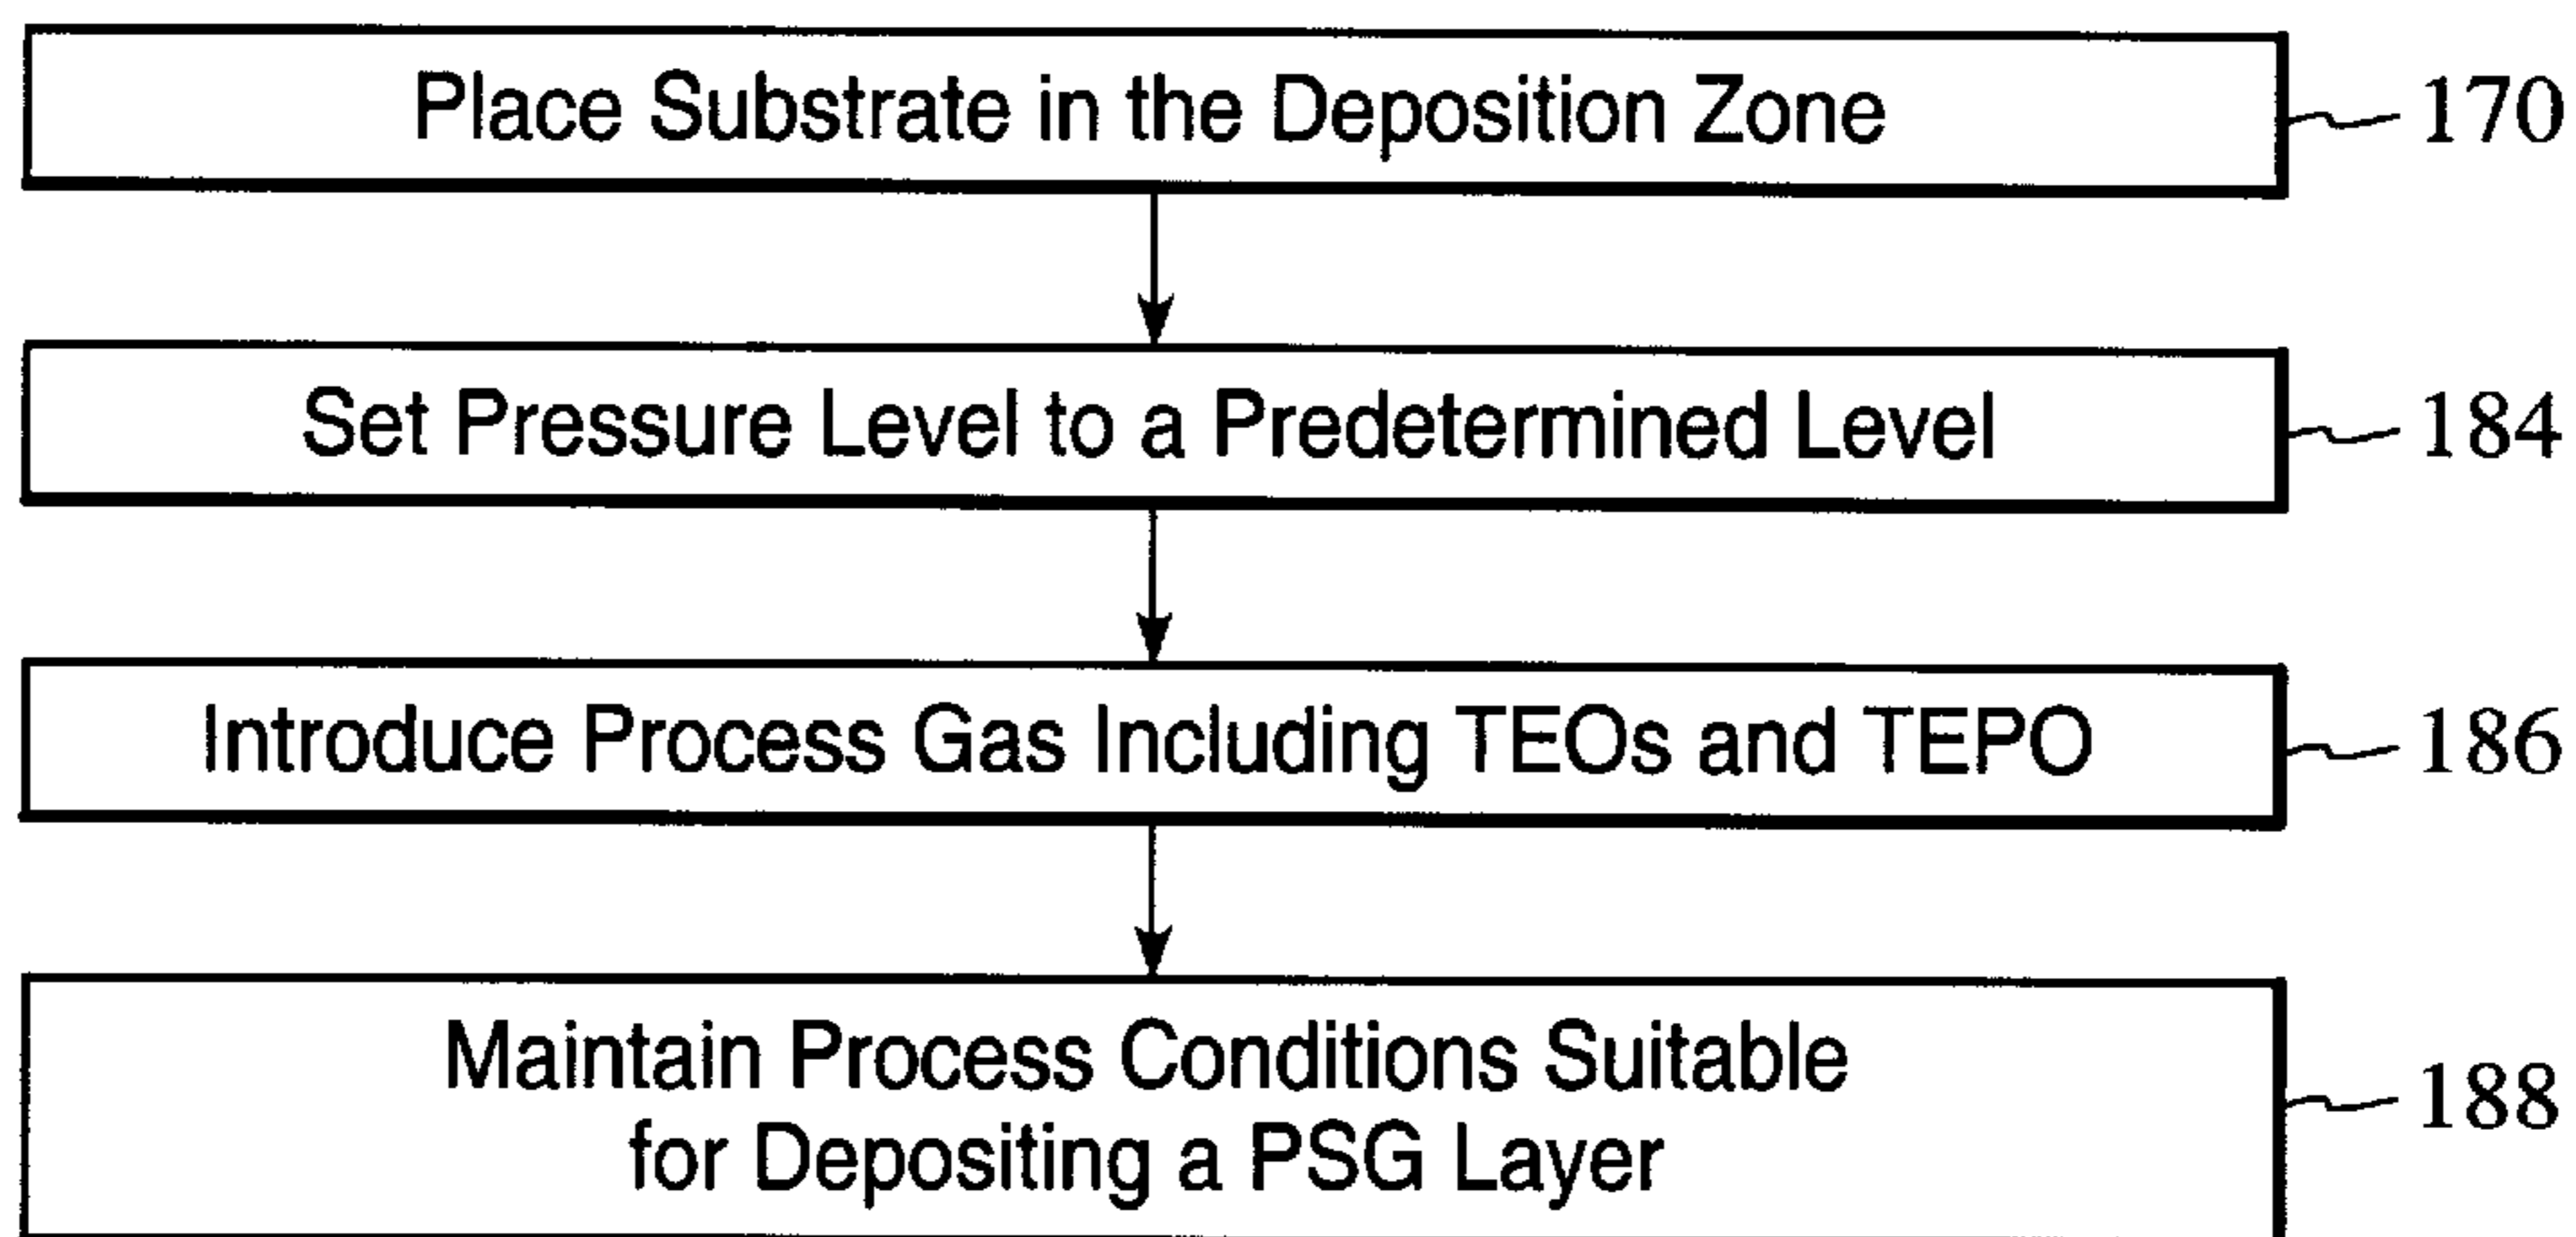 Place Substrate in the Deposition Zone
170
Set Pressure Level to a Predetermined Level
184
Introduce Process Gas Including TEOs and TEPO
186
Maintain Process Conditions Suitable
for Depositing a PSG Layer
188